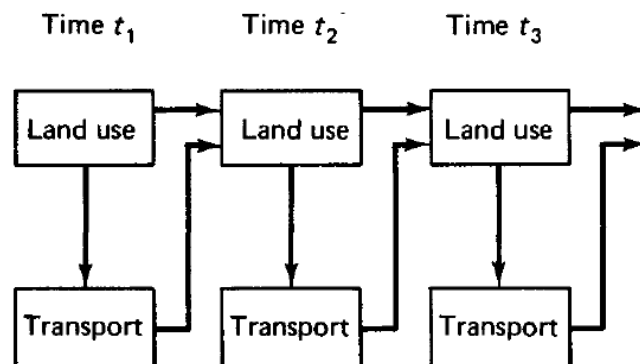 Time t₁ Time t₂ Time t₃
Land use Land use Land use
Transport Transport Transport